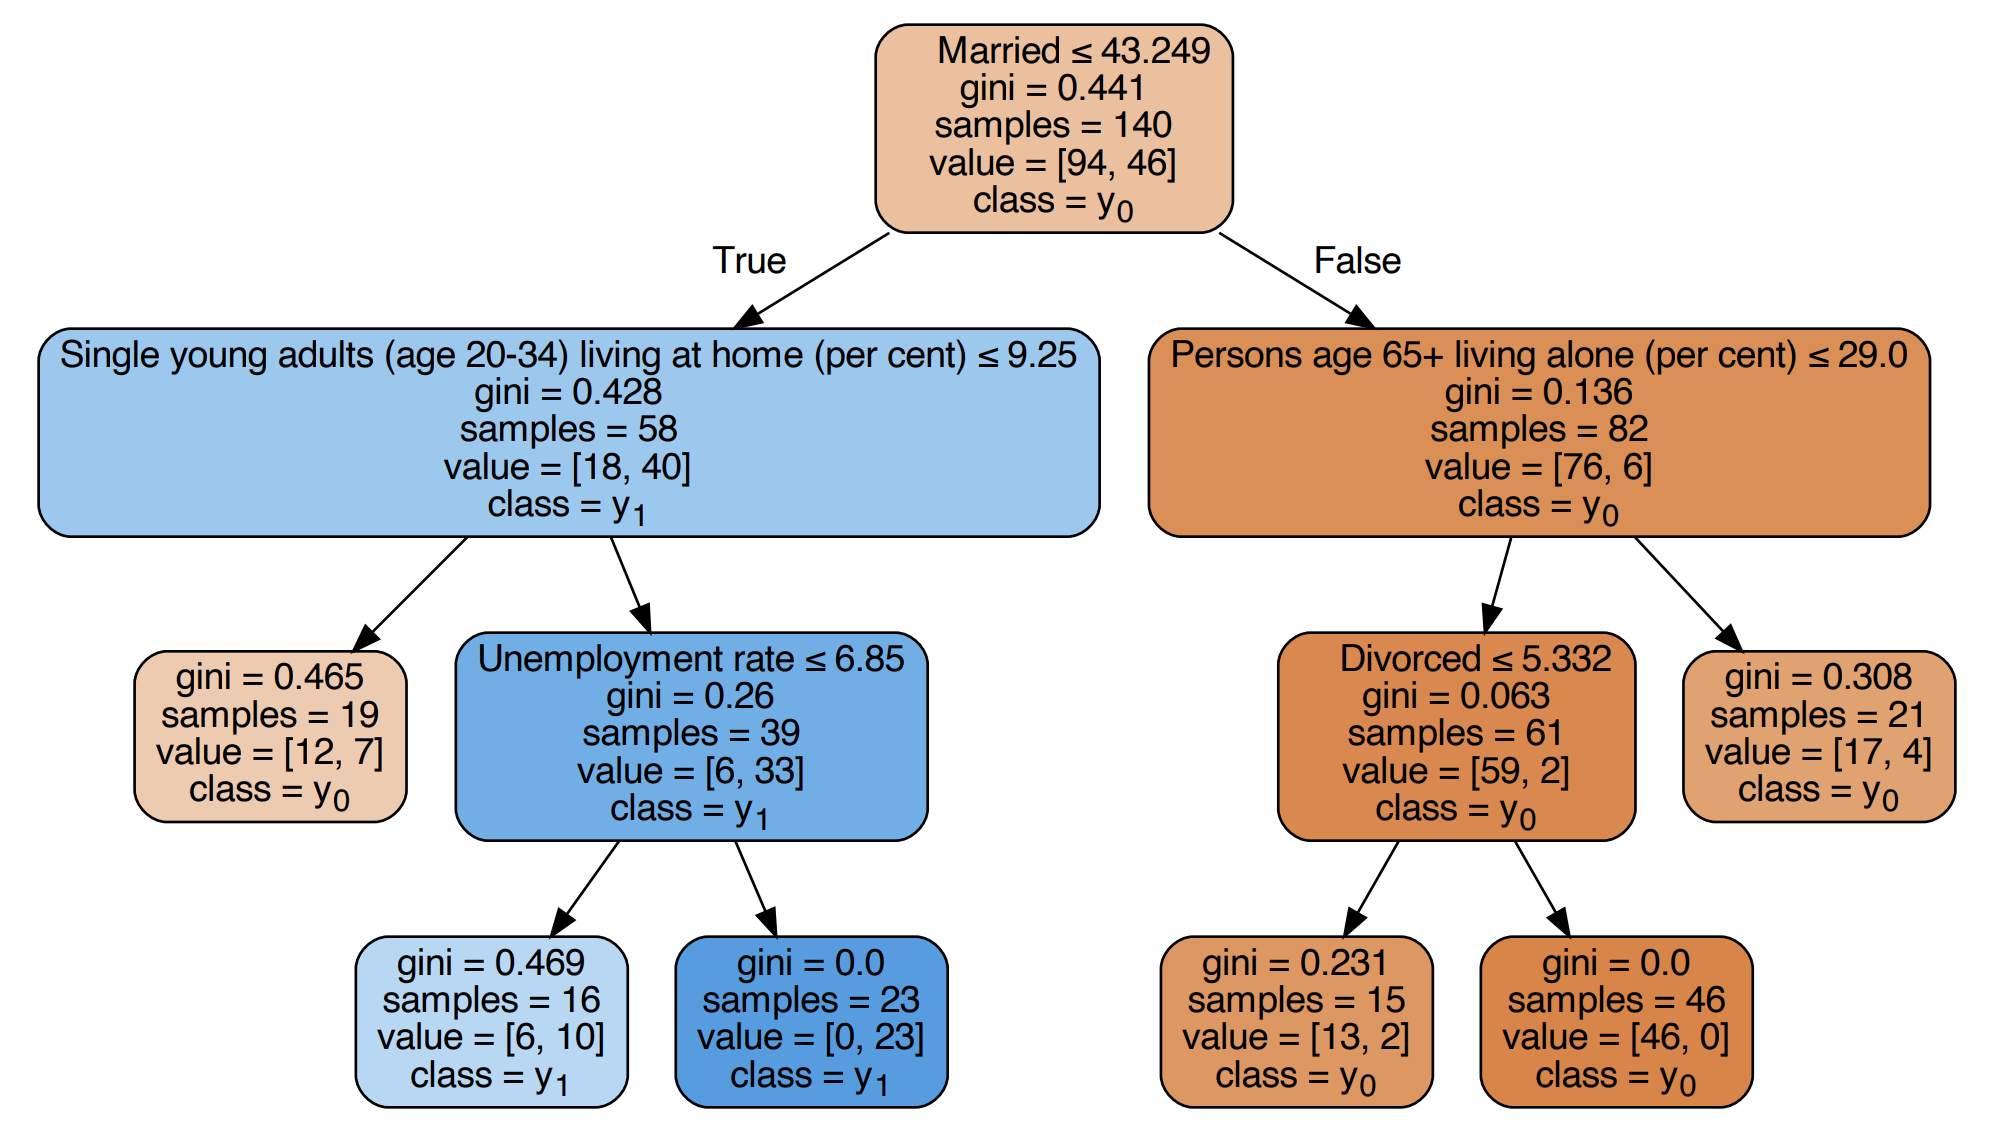 Married ≤ 43.249
gini = 0.441
samples = 140
value = [94, 46]
class = y0
True
False
Single young adults (age 20-34) living at home (per cent) ≤ 9.25
gini = 0.428
samples = 58
value = [18, 40]
class = y1
Persons age 65+ living alone (per cent) ≤ 29.0
gini = 0.136
samples = 82
value = [76, 6]
class = y0
gini = 0.465
samples = 19
value = [12, 7]
class = y0
Unemployment rate ≤ 6.85
gini = 0.26
samples = 39
value = [6, 33]
class = y1
Divorced ≤ 5.332
gini = 0.063
samples = 61
value = [59, 2]
class = y0
gini = 0.308
samples = 21
value = [17, 4]
class = y0
gini = 0.469
samples = 16
value = [6, 10]
class = y1
gini = 0.0
samples = 23
value = [0, 23]
class = y1
gini = 0.231
samples = 15
value = [13, 2]
class = y0
gini = 0.0
samples = 46
value = [46, 0]
class = y0